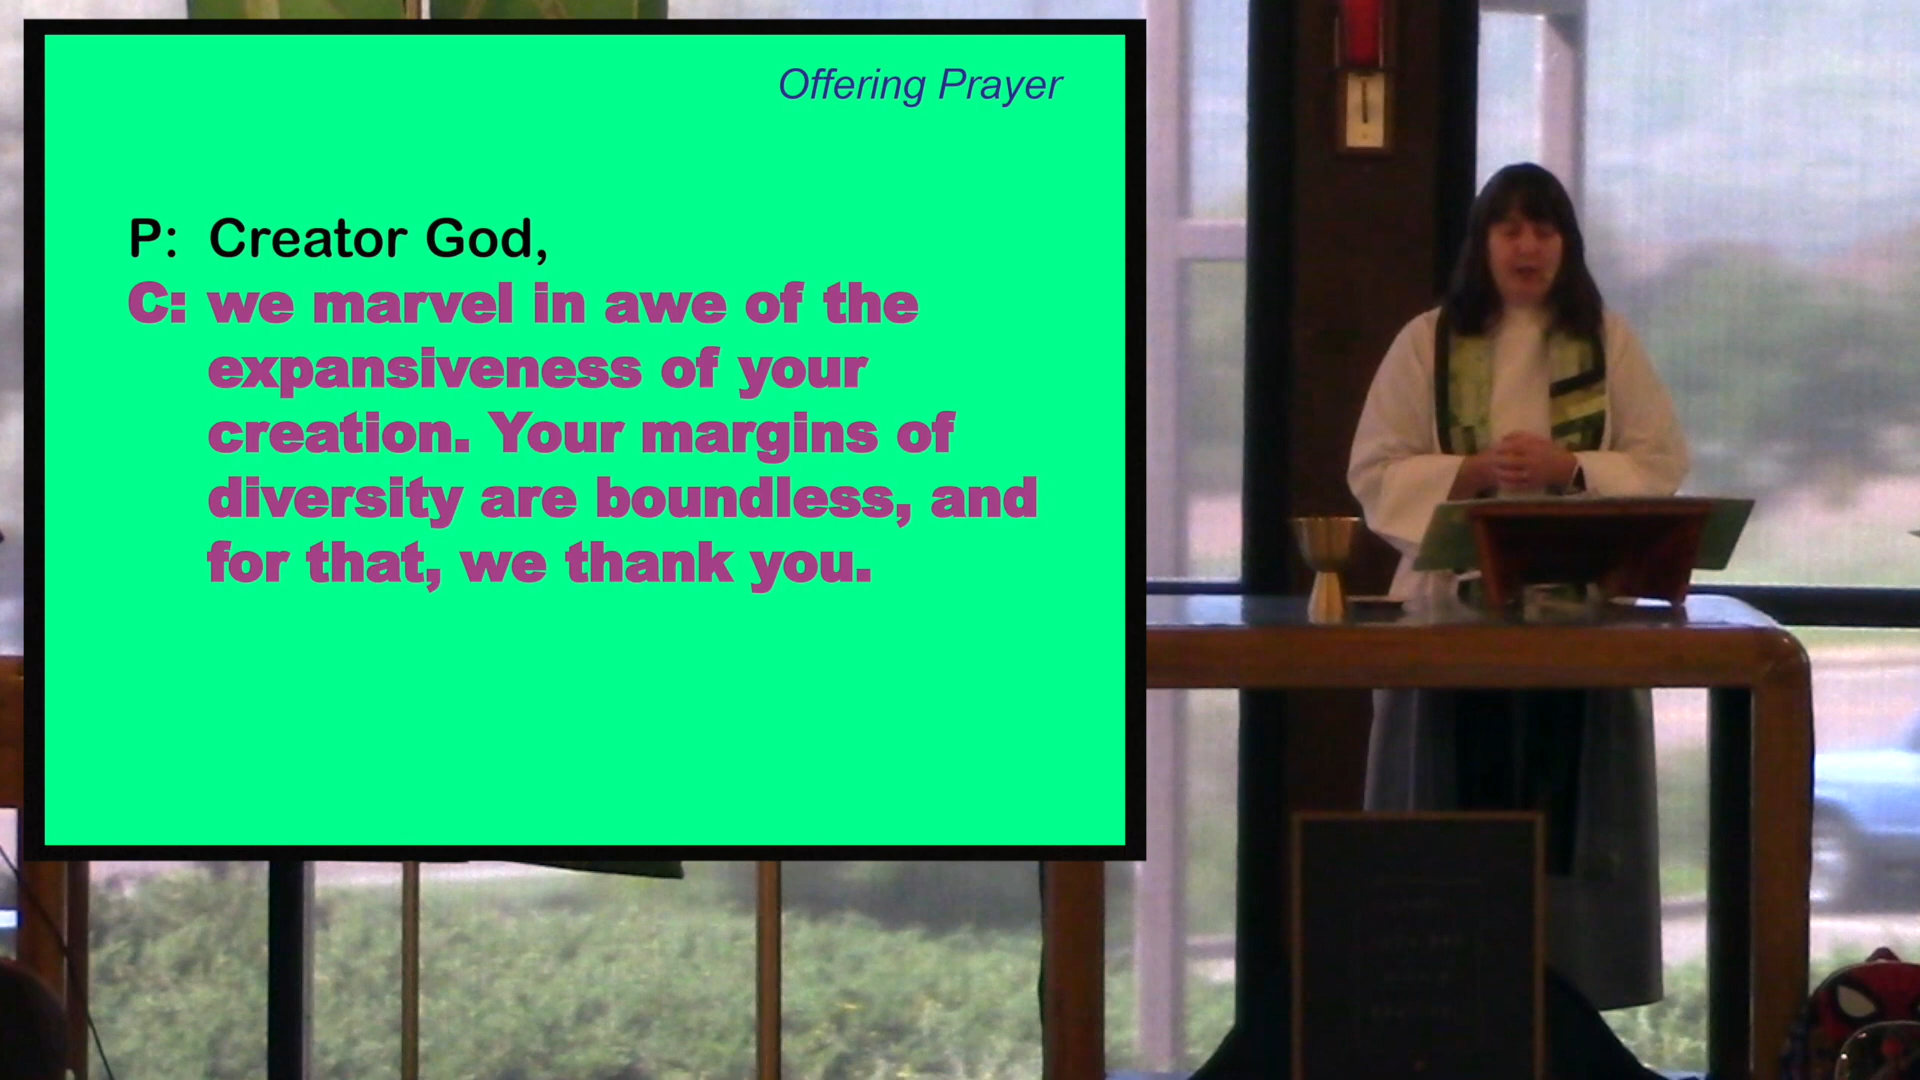 Offering Prayer
P: Creator God,
C: we marvel in awe of the
expansiveness of your
creation. Your margins of
diversity are boundless, and
for that, we thank you.